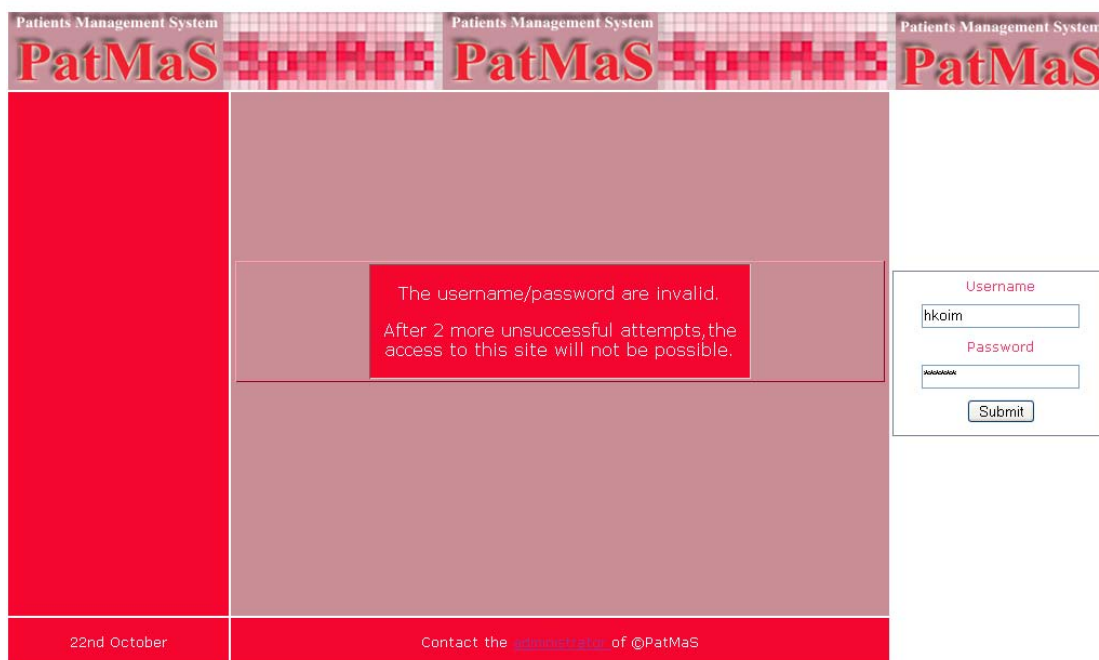 Patients Management System
PatMaS
Patients Management System
PatMaS
Patients Management System
PatMaS
The username/password are invalid.
After 2 more unsuccessful attempts,the
access to this site will not be possible.
Username
hkoim
Password
Submit
22nd October
Contact the administrator of ©PatMaS